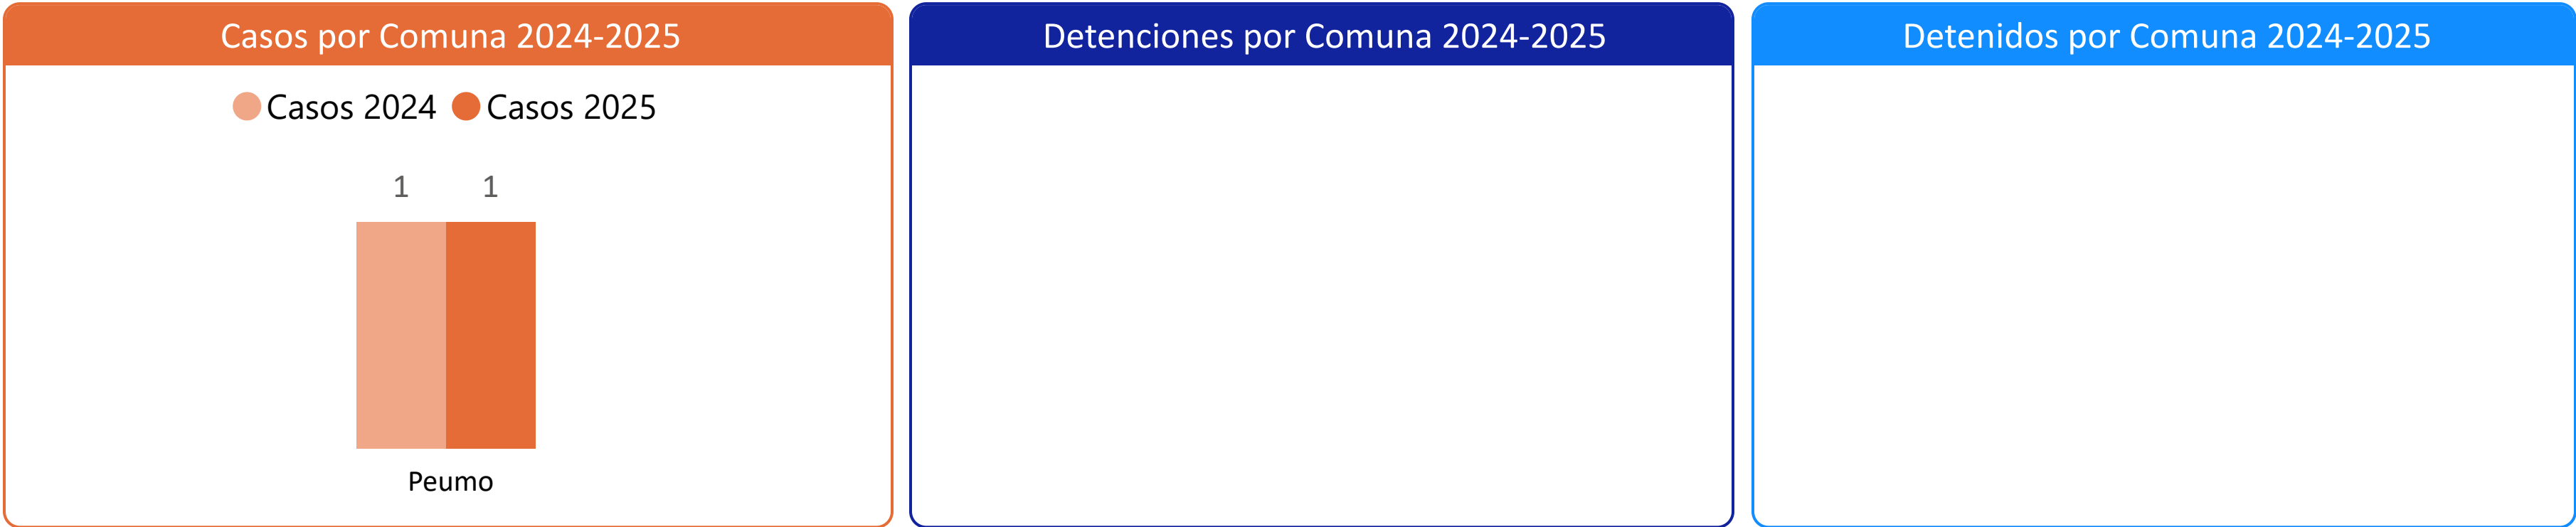 Casos por Comuna 2024-2025
Casos 2024 Casos 2025
1 1
Peumo
Detenciones por Comuna 2024-2025
Detenidos por Comuna 2024-2025